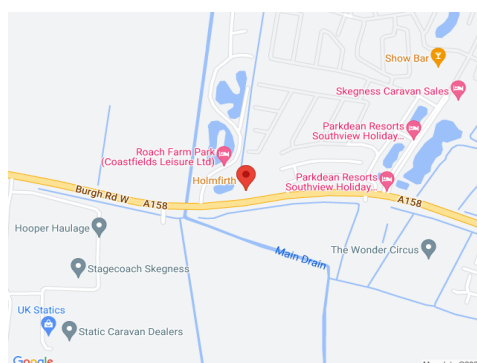 Show Bar
Skegness Caravan Sales
Parkdean Resorts
Southview Holiday...
Roach Farm Park
(Coastfields Leisure Ltd)
Holmfirth
Parkdean Resorts
Southview Holiday...
Burgh Rd W
A158
A158
Hooper Haulage
Main Drain
The Wonder Circus
Stagecoach Skegness
UK Statics
Static Caravan Dealers
Google